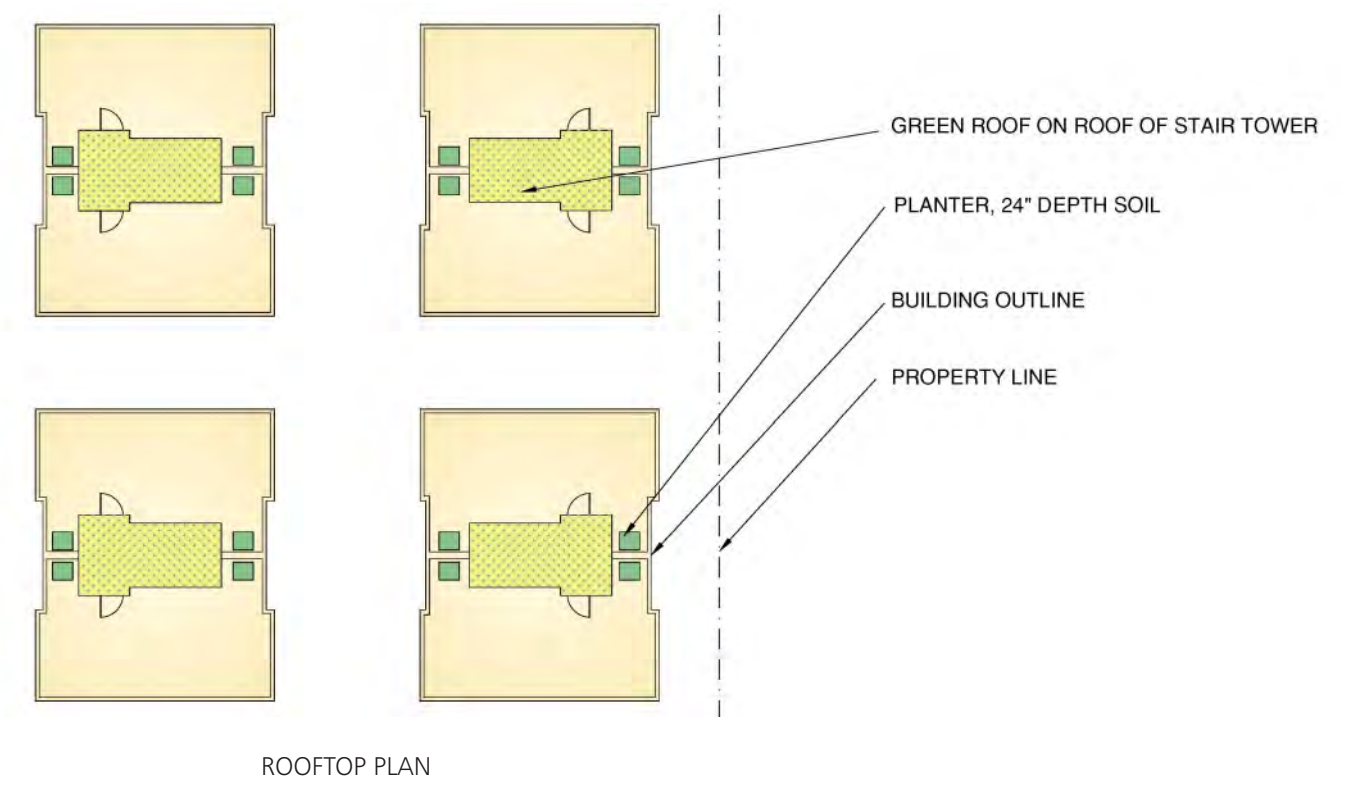 GREEN ROOF ON ROOF OF STAIR TOWER
PLANTER, 24" DEPTH SOIL
BUILDING OUTLINE
PROPERTY LINE
ROOFTOP PLAN